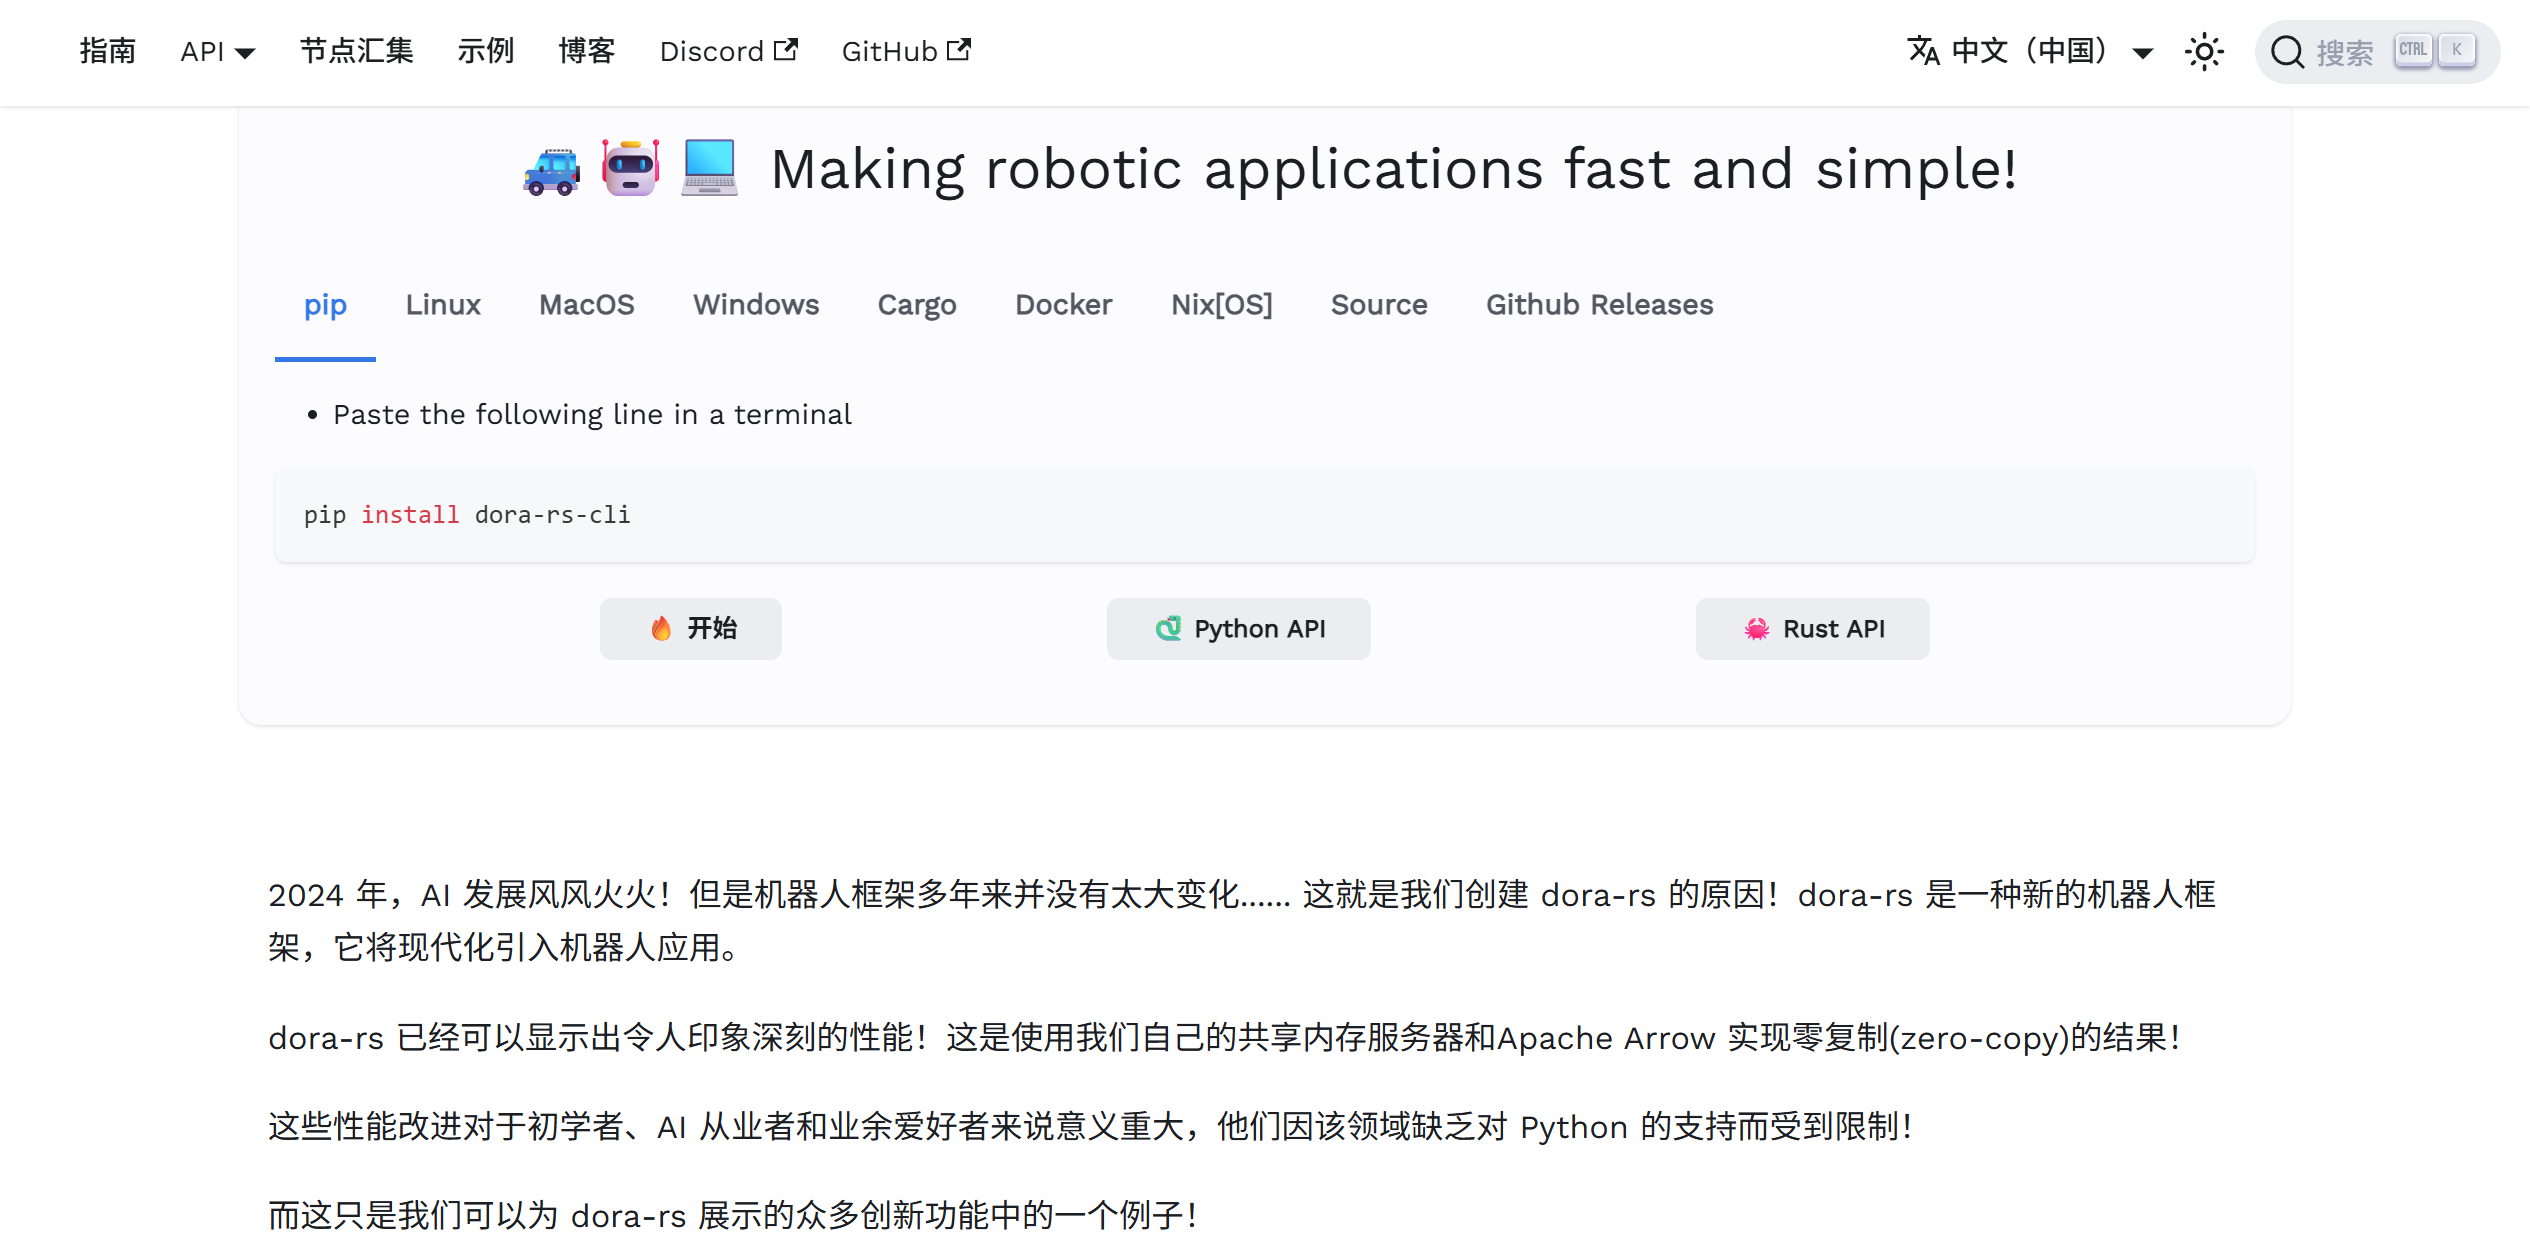 指南 API 节点汇集 示例 博客 Discord GitHub 中文（中国） 搜索 CTRL K
Making robotic applications fast and simple!
pip Linux MacOS Windows Cargo Docker Nix[OS] Source Github Releases
Paste the following line in a terminal
pip install dora-rs-cli
开始 Python API Rust API
2024 年，AI 发展风风火火！但是机器人框架多年来并没有太大变化...... 这就是我们创建 dora-rs 的原因！dora-rs 是一种新的机器人框
架，它将现代化引入机器人应用。
dora-rs 已经可以显示出令人印象深刻的性能！这是使用我们自己的共享内存服务器和Apache Arrow 实现零复制(zero-copy)的结果！
这些性能改进对于初学者、AI 从业者和业余爱好者来说意义重大，他们因该领域缺乏对 Python 的支持而受到限制！
而这只是我们可以为 dora-rs 展示的众多创新功能中的一个例子！